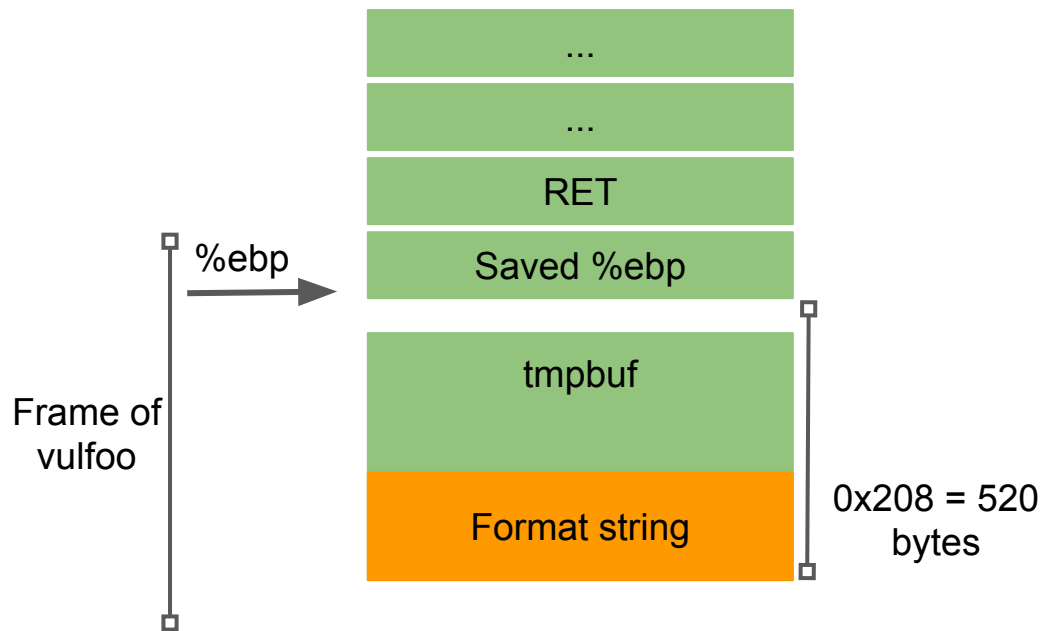 ...
...
RET
%ebp
Saved %ebp
tmpbuf
Frame of
vulfoo
Format string
0x208 = 520
bytes